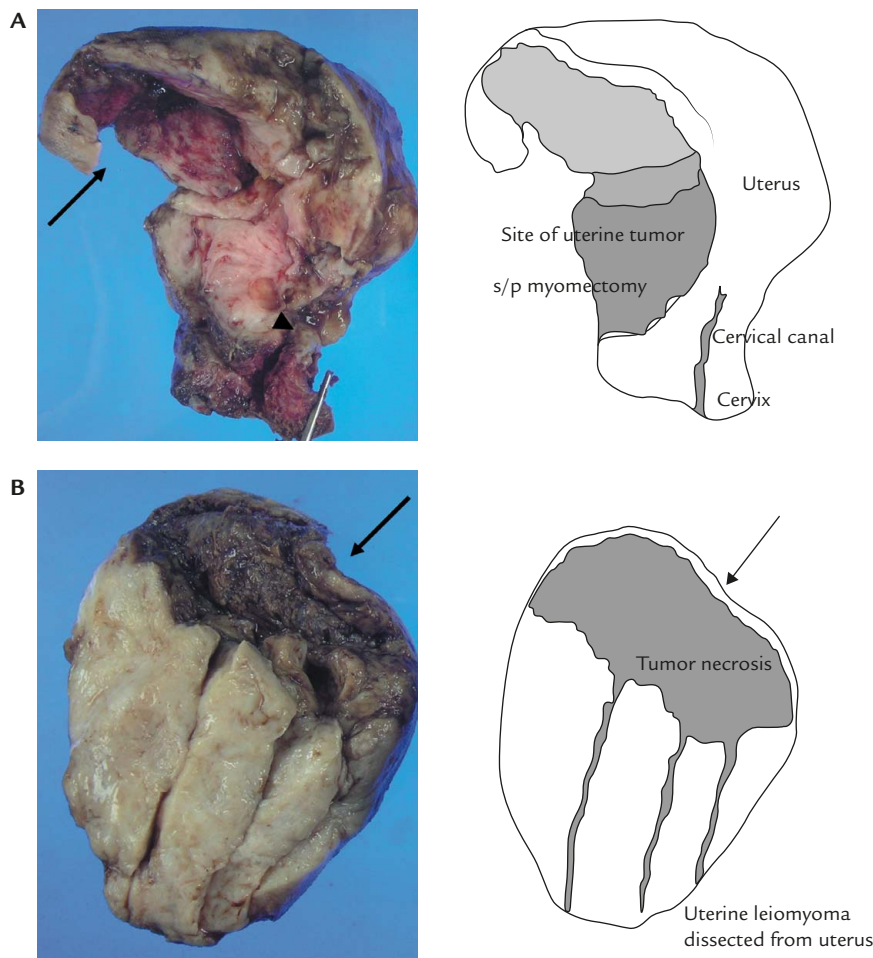 A
Uterus
Site of uterine tumor
s/p myomectomy
Cervical canal
Cervix
B
Tumor necrosis
Uterine leiomyoma
dissected from uterus